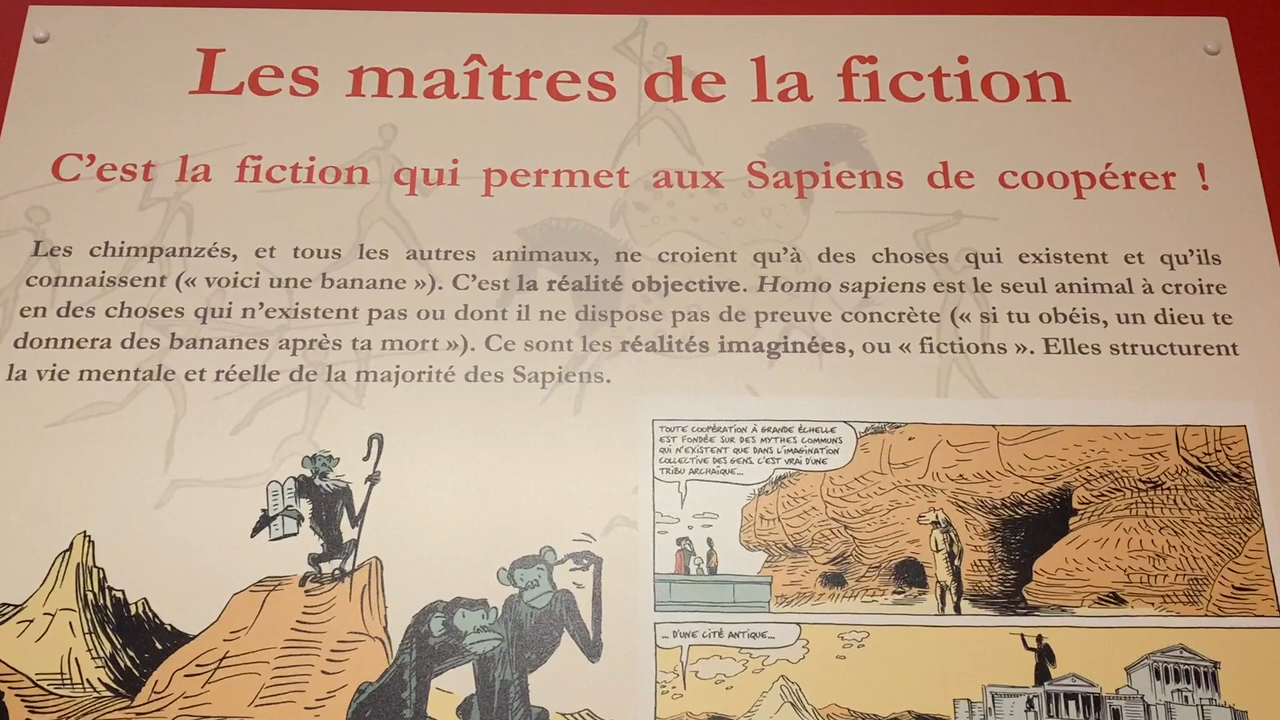 Les maîtres de la fiction
C’est la fiction qui permet aux Sapiens de coopérer !
Les chimpanzés, et tous les autres animaux, ne croient qu’à des choses qui existent et qu’ils
connaissent (« voici une banane »). C’est la réalité objective. Homo sapiens est le seul animal à croire
en des choses qui n’existent pas ou dont il ne dispose pas de preuve concrète (« si tu obéis, un dieu te
donnera des bananes après ta mort »). Ce sont les réalités imaginées, ou « fictions ». Elles structurent
la vie mentale et réelle de la majorité des Sapiens.
TOUTE COOPÉRATION À GRANDE ÉCHELLE
EST FONDÉE SUR DES MYTHES COMMUNS
QUI N’EXISTENT QUE DANS L’IMAGINATION
COLLECTIVE DES GENS. C’EST VRAI D’UNE
TRIBU ARCHAÏQUE...
... D’UNE CITÉ ANTIQUE...